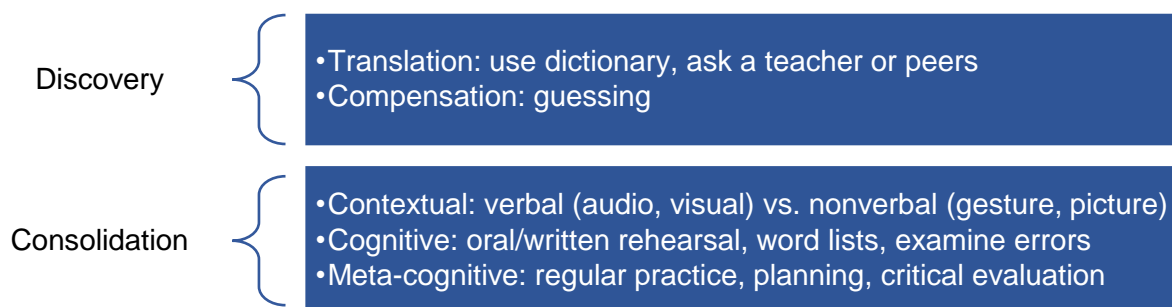 Discovery
•Translation: use dictionary, ask a teacher or peers
•Compensation: guessing
Consolidation
•Contextual: verbal (audio, visual) vs. nonverbal (gesture, picture)
•Cognitive: oral/written rehearsal, word lists, examine errors
•Meta-cognitive: regular practice, planning, critical evaluation